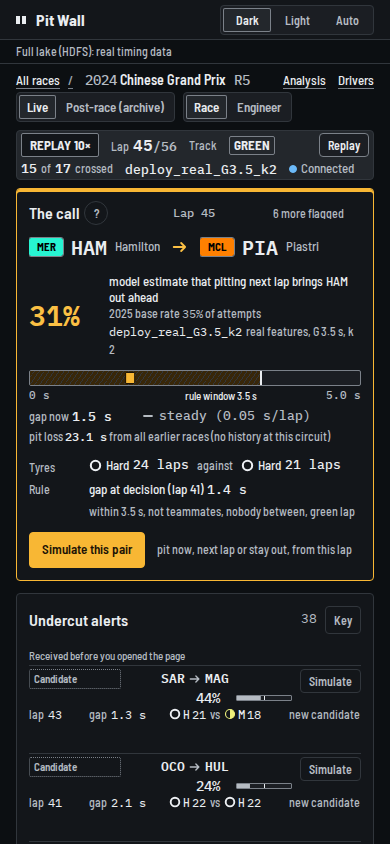 Pit Wall
Dark Light Auto
Full lake (HDFS): real timing data
All races / 2024 Chinese Grand Prix R5 Analysis Drivers
Live Post-race (archive) Race Engineer
REPLAY 10× Lap 45/56 Track GREEN Replay
15 of 17 crossed deploy_real_G3.5_k2 Connected
The call ? Lap 45 6 more flagged
MER HAM Hamilton → MCL PIA Piastri
31%
model estimate that pitting next lap brings HAM
out ahead
2025 base rate 35% of attempts
deploy_real_G3.5_k2 real features, G 3.5, k
2
0 s rule window 3.5 s 5.0 s
gap now 1.5 s — steady (0.05 s/lap)
pit loss 23.1 s from all earlier races (no history at this circuit)
Tyres Hard 24 laps against Hard 21 laps
Rule gap at decision (lap 41) 1.4 s
within 3.5 s, not teammates, nobody between, green lap
Simulate this pair pit now, next lap or stay out, from this lap
Undercut alerts 38 Key
Received before you opened the page
Candidate SAR → MAG Simulate
44%
lap 43 gap 1.3 s H 21 vs M 18 new candidate
Candidate OCO → HUL Simulate
24%
lap 41 gap 2.1 s H 22 vs H 22 new candidate